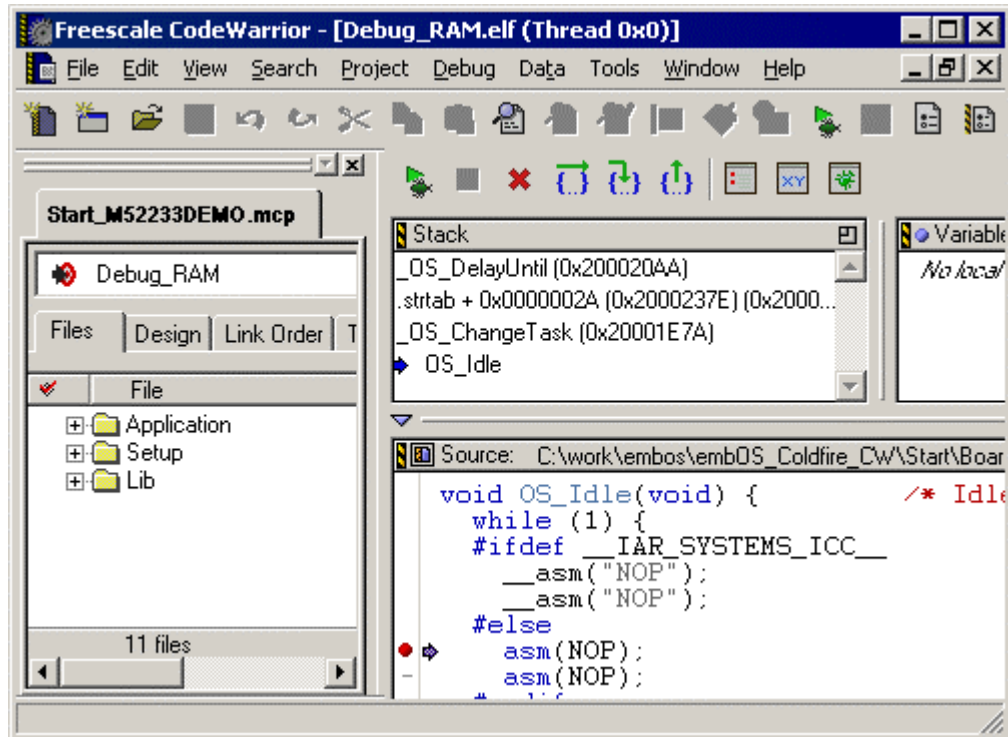 Freescale CodeWarrior - [Debug_RAM.elf (Thread 0x0)]
File Edit View Search Project Debug Data Tools Window Help
Start_M52233DEMO.mcp
Debug_RAM
Files Design Link Order T
File
Application
Setup
Lib
11 files
Stack
_OS_DelayUntil (0x200020AA)
.strtab + 0x0000002A (0x2000237E) (0x2000...
_OS_ChangeTask (0x20001E7A)
OS_Idle
Variable
No local
Source: C:\work\embos\embOS_Coldfire_CW\Start\Boar
void OS_Idle(void) { /* Idle
while (1) {
#ifdef __IAR_SYSTEMS_ICC__
__asm("NOP");
__asm("NOP");
#else
asm(NOP);
asm(NOP);